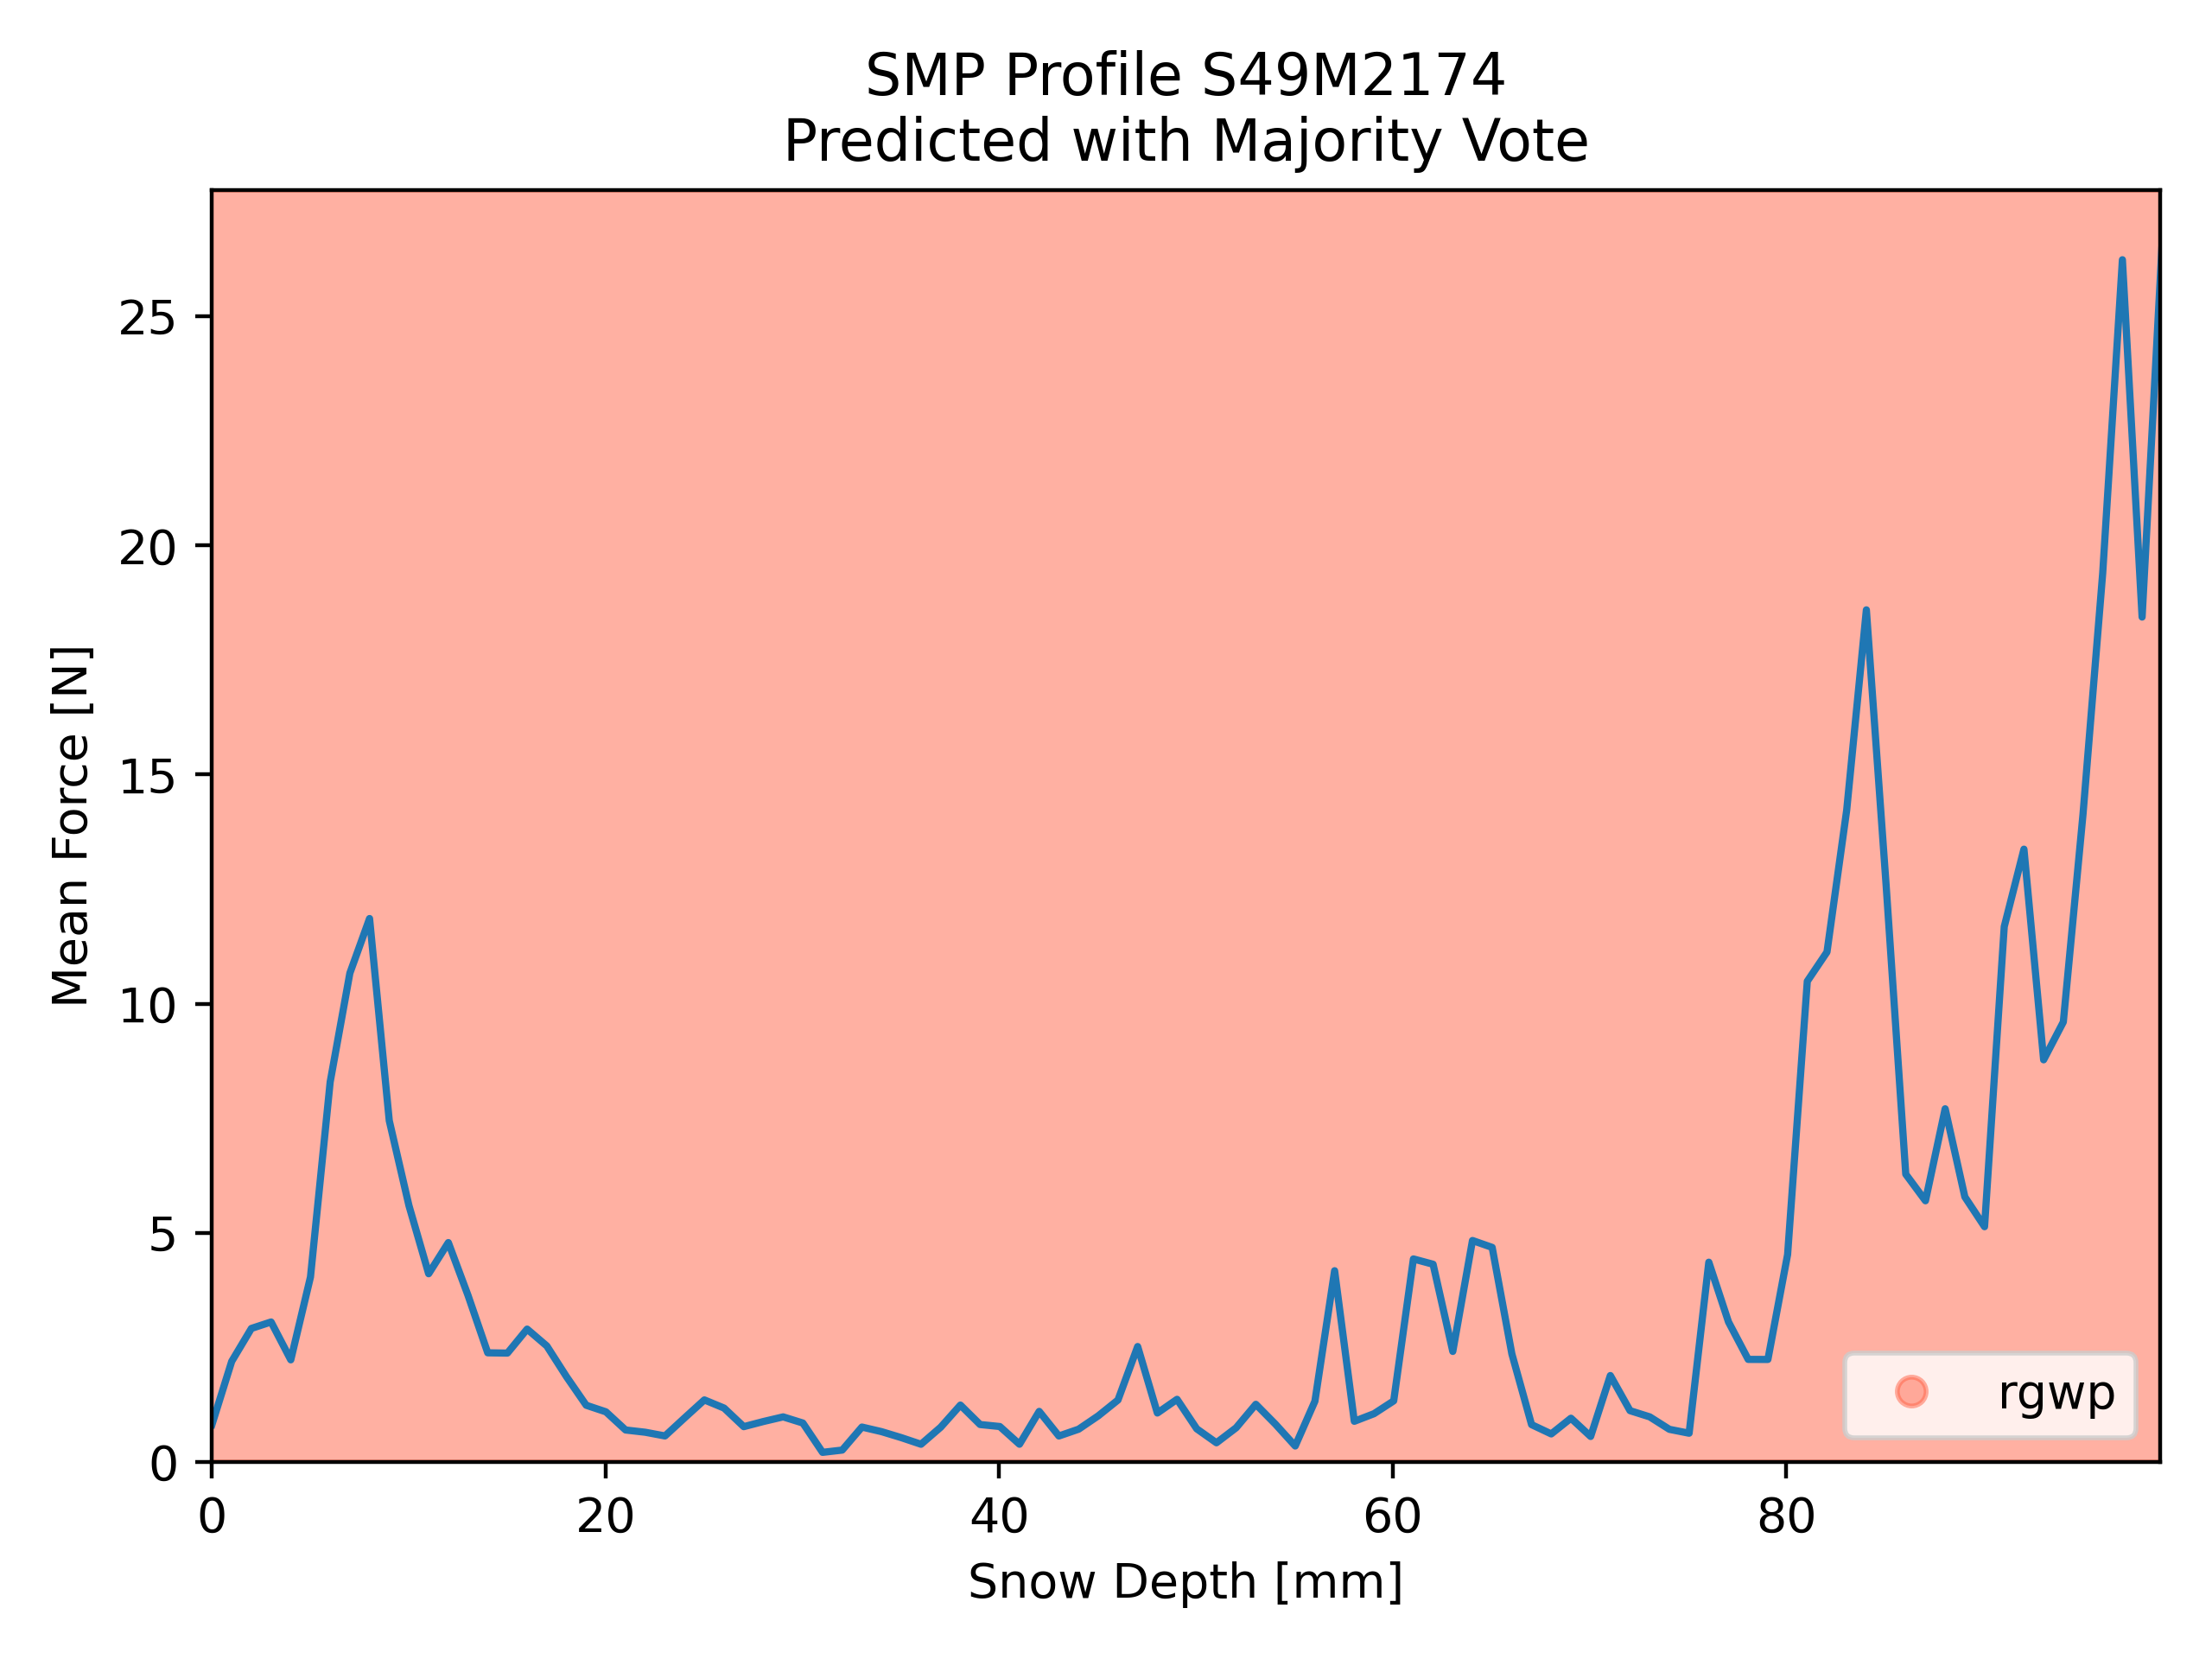 SMP Profile S49M2174
Predicted with Majority Vote
Mean Force [N]
25
20
15
10
5
0
rgwp
0 20 40 60 80
Snow Depth [mm]